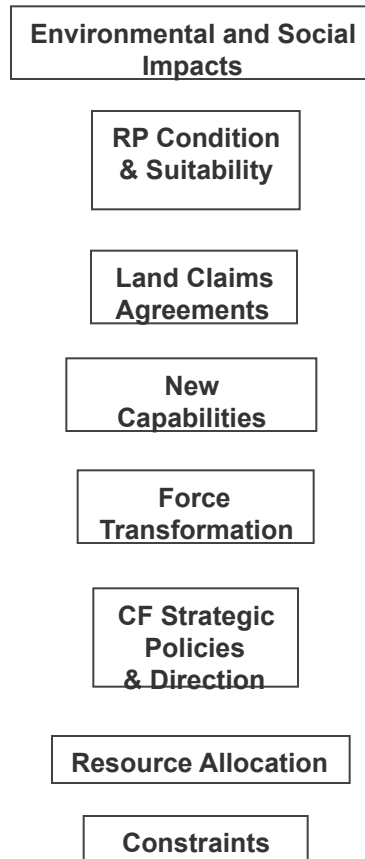 Environmental and Social
Impacts
RP Condition
& Suitability
Land Claims
Agreements
New
Capabilities
Force
Transformation
CF Strategic
Policies
& Direction
Resource Allocation
Constraints